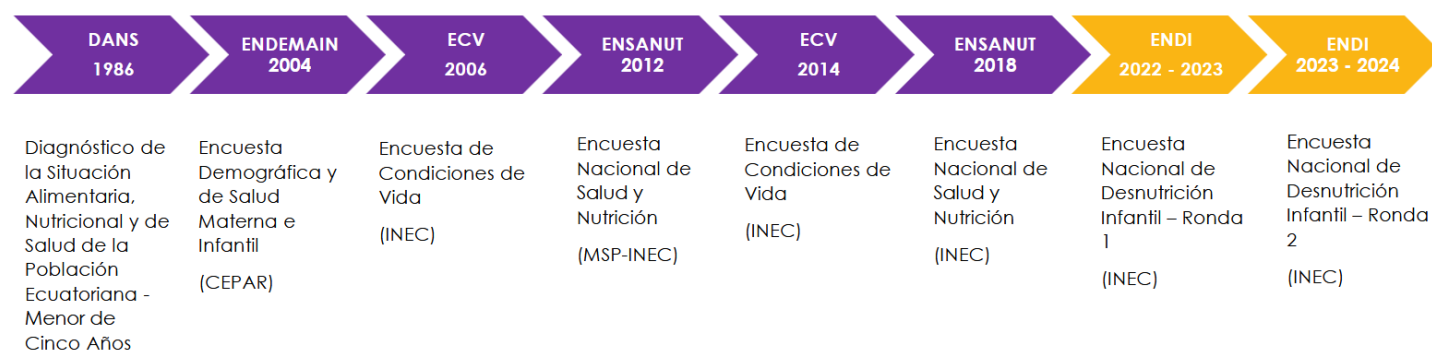 DANS
1986
ENDEMAIN
2004
ECV
2006
ENSANUT
2012
ECV
2014
ENSANUT
2018
ENDI
2022 - 2023
ENDI
2023 - 2024
Diagnóstico de
la Situación
Alimentaria,
Nutricional y de
Salud de la
Población
Ecuatoriana -
Menor de
Cinco Años
Encuesta
Demográfica y
de Salud
Materna e
Infantil
(CEPAR)
Encuesta de
Condiciones de
Vida
(INEC)
Encuesta
Nacional de
Salud y
Nutrición
(MSP-INEC)
Encuesta de
Condiciones de
Vida
(INEC)
Encuesta
Nacional de
Salud y
Nutrición
(INEC)
Encuesta
Nacional de
Desnutrición
Infantil – Ronda
1
(INEC)
Encuesta
Nacional de
Desnutrición
Infantil – Ronda
2
(INEC)